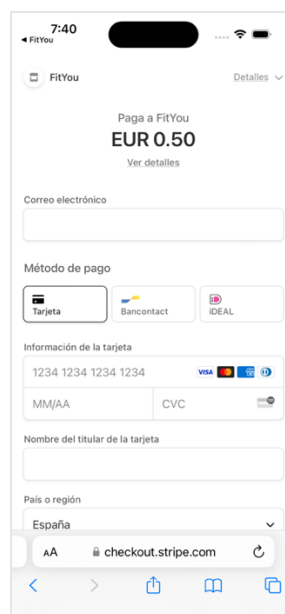 7:40
◀ FitYou
FitYou
Detalles
Paga a FitYou
EUR 0.50
Ver detalles
Correo electrónico
Método de pago
Tarjeta
Bancontact
iDEAL
Información de la tarjeta
1234 1234 1234 1234
VISA
MM/AA
CVC
Nombre del titular de la tarjeta
País o región
España
AA
checkout.stripe.com